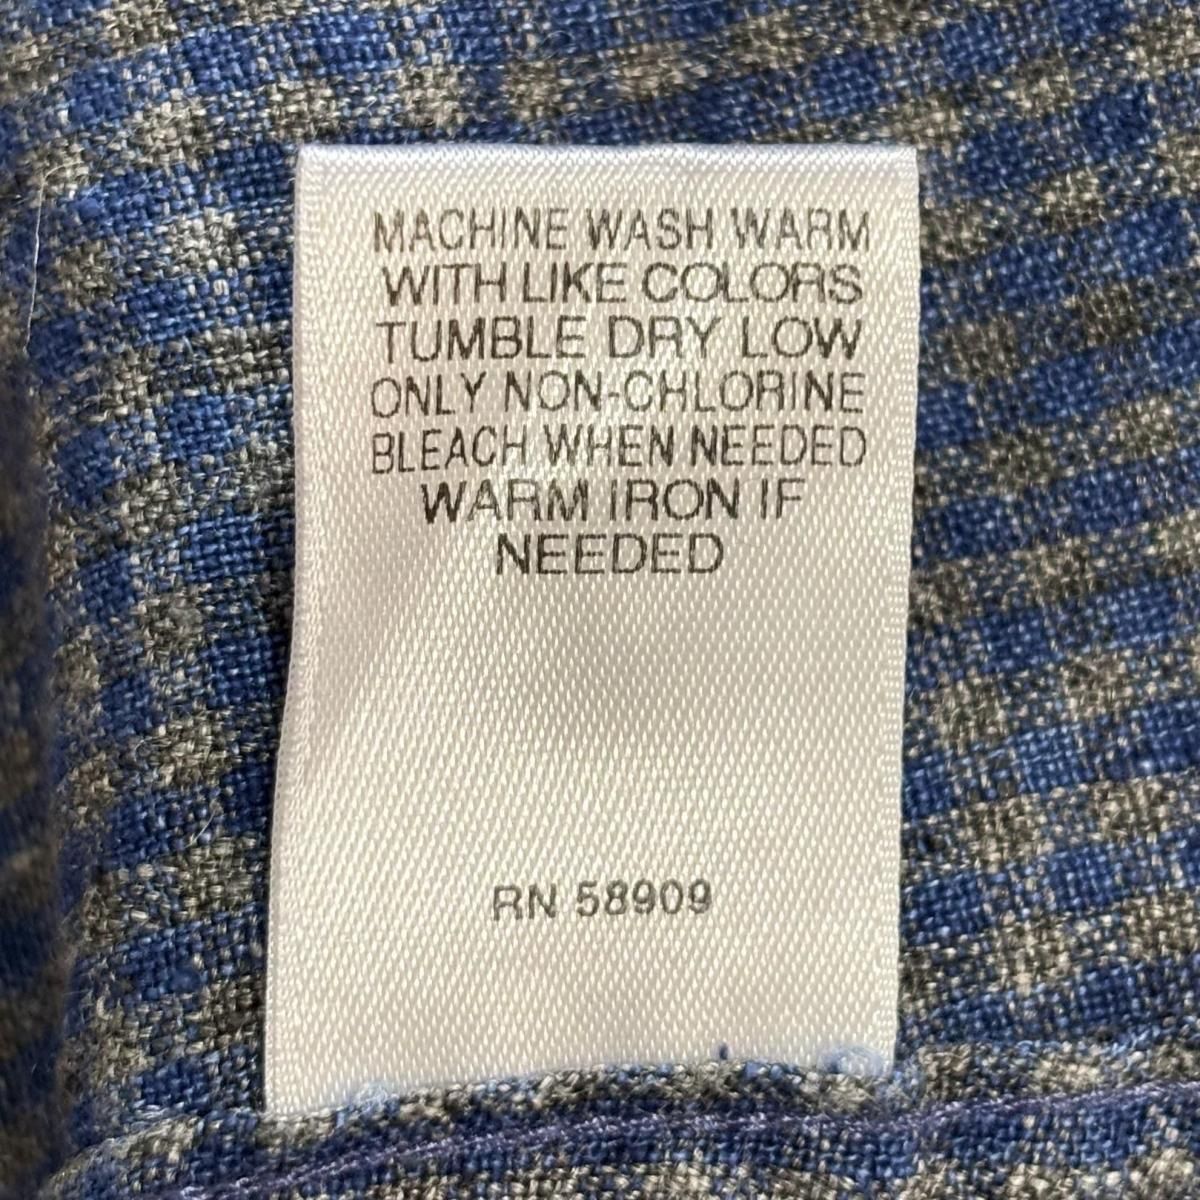 MACHINE WASH WARM
WITH LIKE COLORS
TUMBLE DRY LOW
ONLY NON-CHLORINE
BLEACH WHEN NEEDED
WARM IRON IF
NEEDED
RN 58909